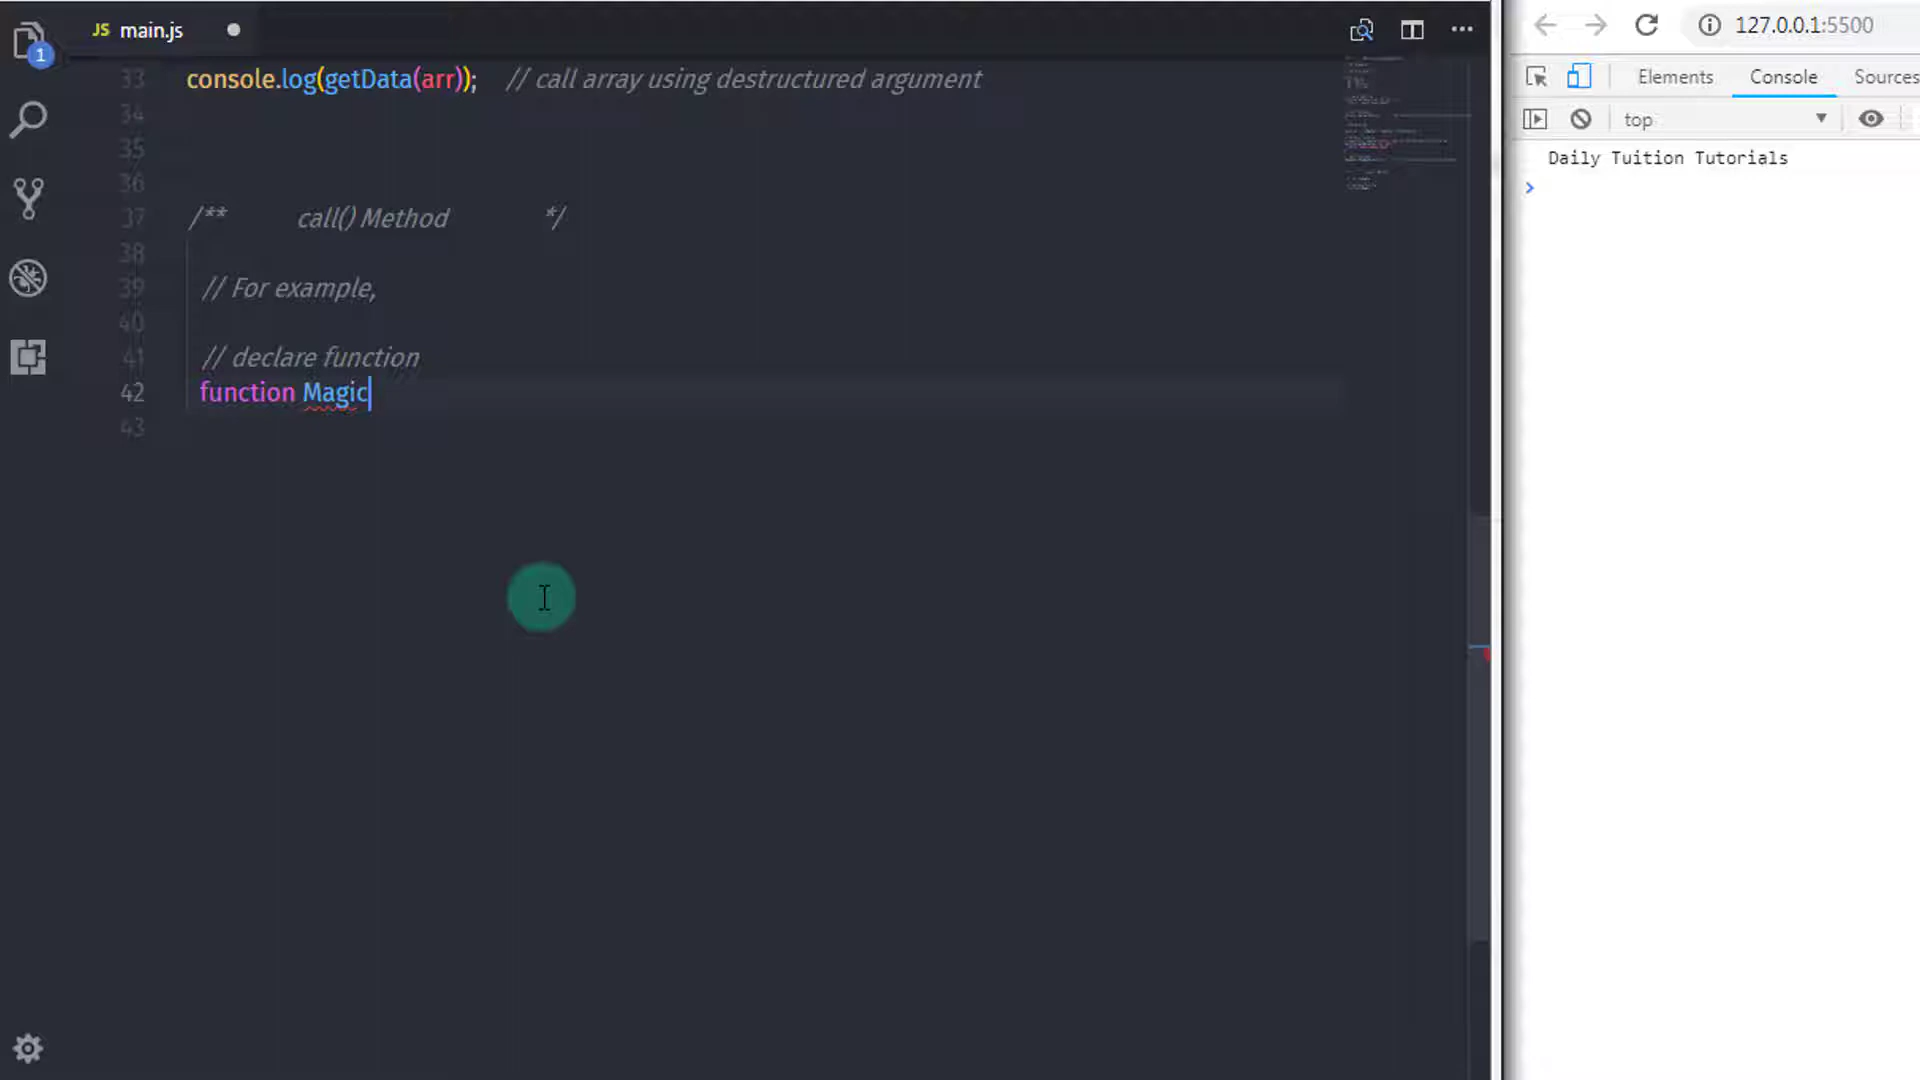 JS main.js
127.0.0.1:5500
1
33 console.log(getData(arr)); // call array using destructured argument
34
35
36
37 /** call() Method */
38
39 // For example,
40
41 // declare function
42 function Magic
43
Elements Console Sources
top
Daily Tuition Tutorials